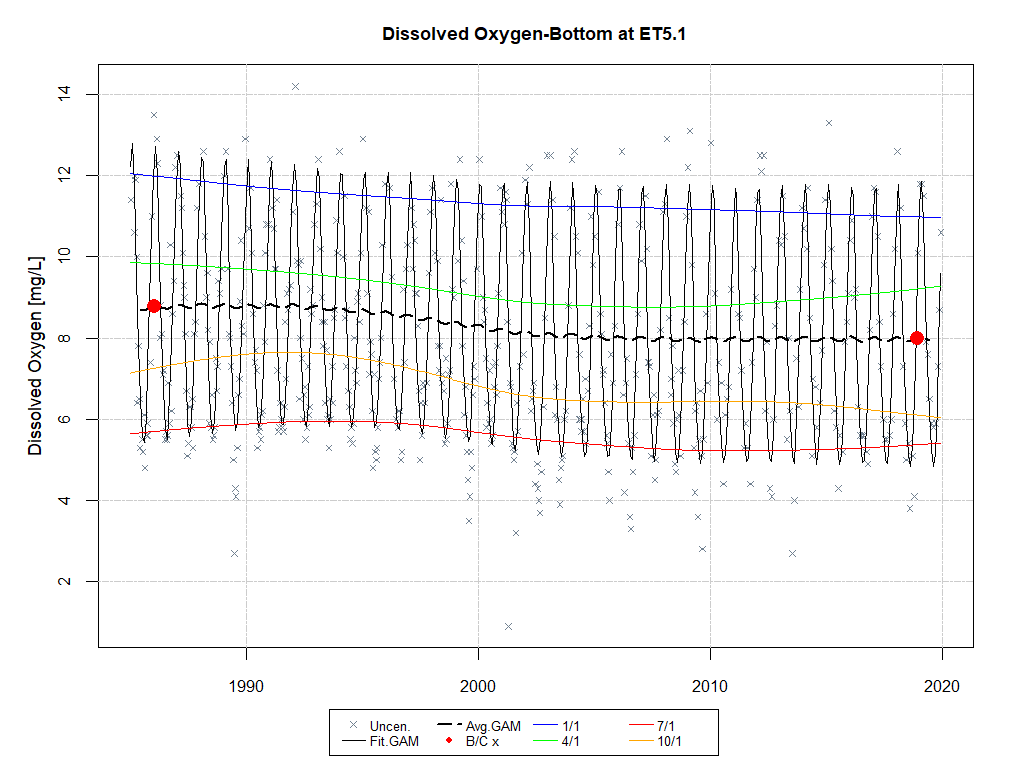 Dissolved Oxygen-Bottom at ET5.1
Dissolved Oxygen [mg/L]
14
12
10
8
6
4
2
1990 2000 2010 2020
Uncen. Avg.GAM 1/1 7/1
Fit.GAM B/C x 4/1 10/1